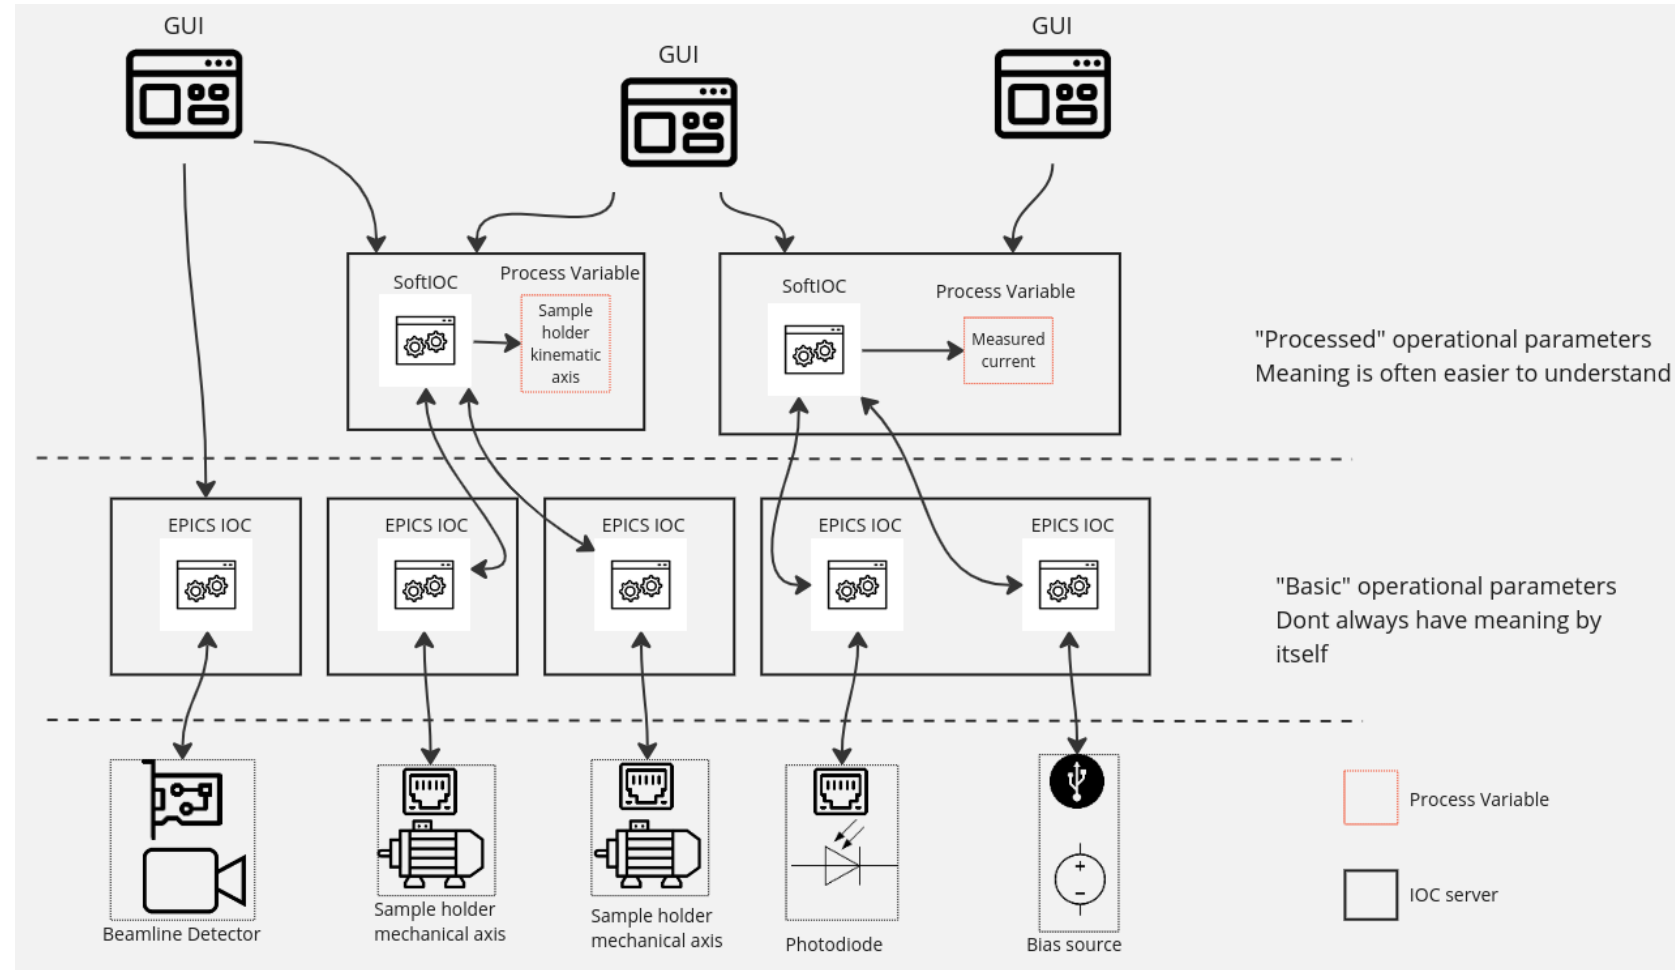 GUI
GUI
GUI
SoftIOC
Process Variable
Sample
holder
kinematic
axis
SoftIOC
Process Variable
Measured
current
"Processed" operational parameters
Meaning is often easier to understand
EPICS IOC
EPICS IOC
EPICS IOC
EPICS IOC
EPICS IOC
"Basic" operational parameters
Dont always have meaning by
itself
Beamline Detector
Sample holder
mechanical axis
Sample holder
mechanical axis
Photodiode
Bias source
Process Variable
IOC server